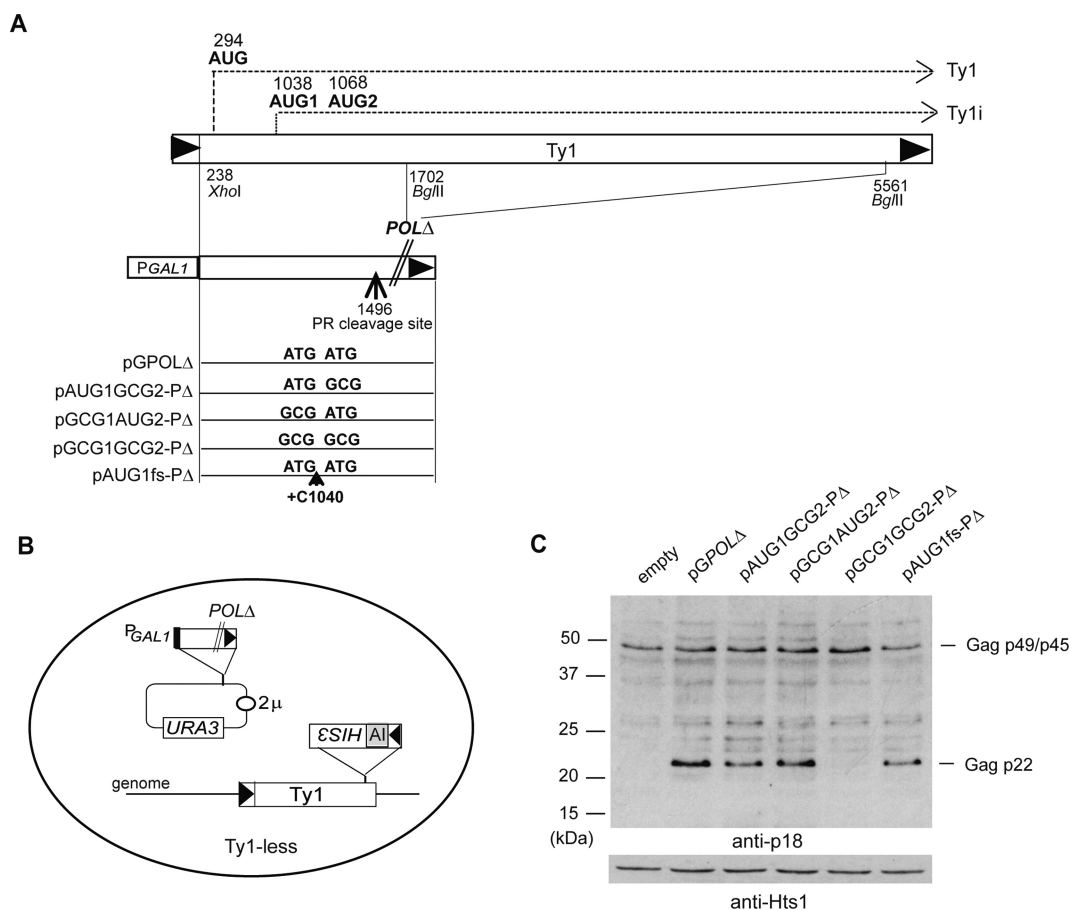 A
294
AUG
Ty1
1038 1068
AUG1 AUG2
Ty1i
Ty1
238
XhoI
1702
BglII
5561
BglII
POLΔ
PGAL1
1496
PR cleavage site
pGPOLΔ
ATG ATG
pAUG1GCG2-PΔ
ATG GCG
pGCG1AUG2-PΔ
GCG ATG
pGCG1GCG2-PΔ
GCG GCG
pAUG1fs-PΔ
ATG ATG
+C1040
B
POLΔ
PGAL1
2μ
URA3
HIS3 AI
genome
Ty1
Ty1-less
C
empty
pGPOLΔ
pAUG1GCG2-PΔ
pGCG1AUG2-PΔ
pGCG1GCG2-PΔ
pAUG1fs-PΔ
50
Gag p49/p45
37
25
Gag p22
20
15
(kDa)
anti-p18
anti-Hts1